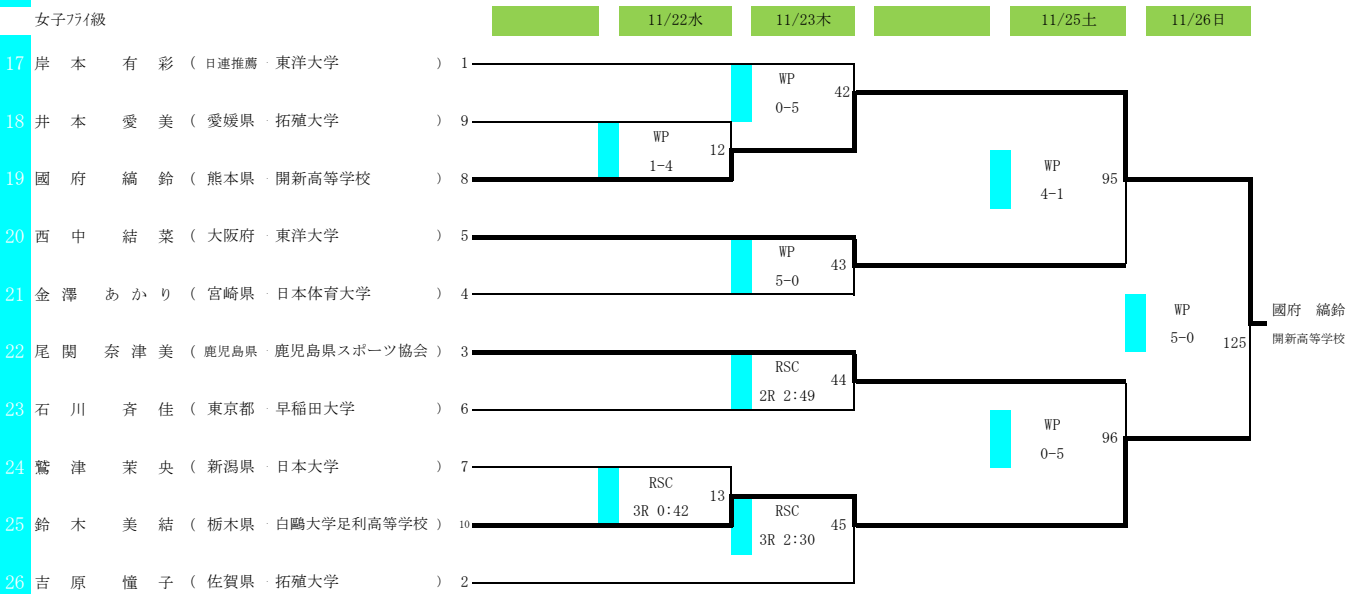 女子フライ級 11/22水 11/23木 11/25土 11/26日
17 岸本 有彩 ( 日連推薦 · 東洋大学 ) 1
WP
0-5
42
18 井本 愛美 ( 愛媛県 · 拓殖大学 ) 9
WP
1-4
12
19 國府 縞鈴 ( 熊本県 · 開新高等学校 ) 8
WP
4-1
95
20 西中 結菜 ( 大阪府 · 東洋大学 ) 5
WP
5-0
43
21 金澤 あかり ( 宮崎県 · 日本体育大学 ) 4
WP
5-0
125
國府 縞鈴
開新高等学校
22 尾関 奈津美 ( 鹿児島県 · 鹿児島県スポーツ協会 ) 3
RSC
2R 2:49
44
23 石川 斉佳 ( 東京都 · 早稲田大学 ) 6
WP
0-5
96
24 鷲津 茉央 ( 新潟県 · 日本大学 ) 7
RSC
3R 0:42
13
25 鈴木 美結 ( 栃木県 · 白鷗大学足利高等学校 ) 10
RSC
3R 2:30
45
26 吉原 憧子 ( 佐賀県 · 拓殖大学 ) 2